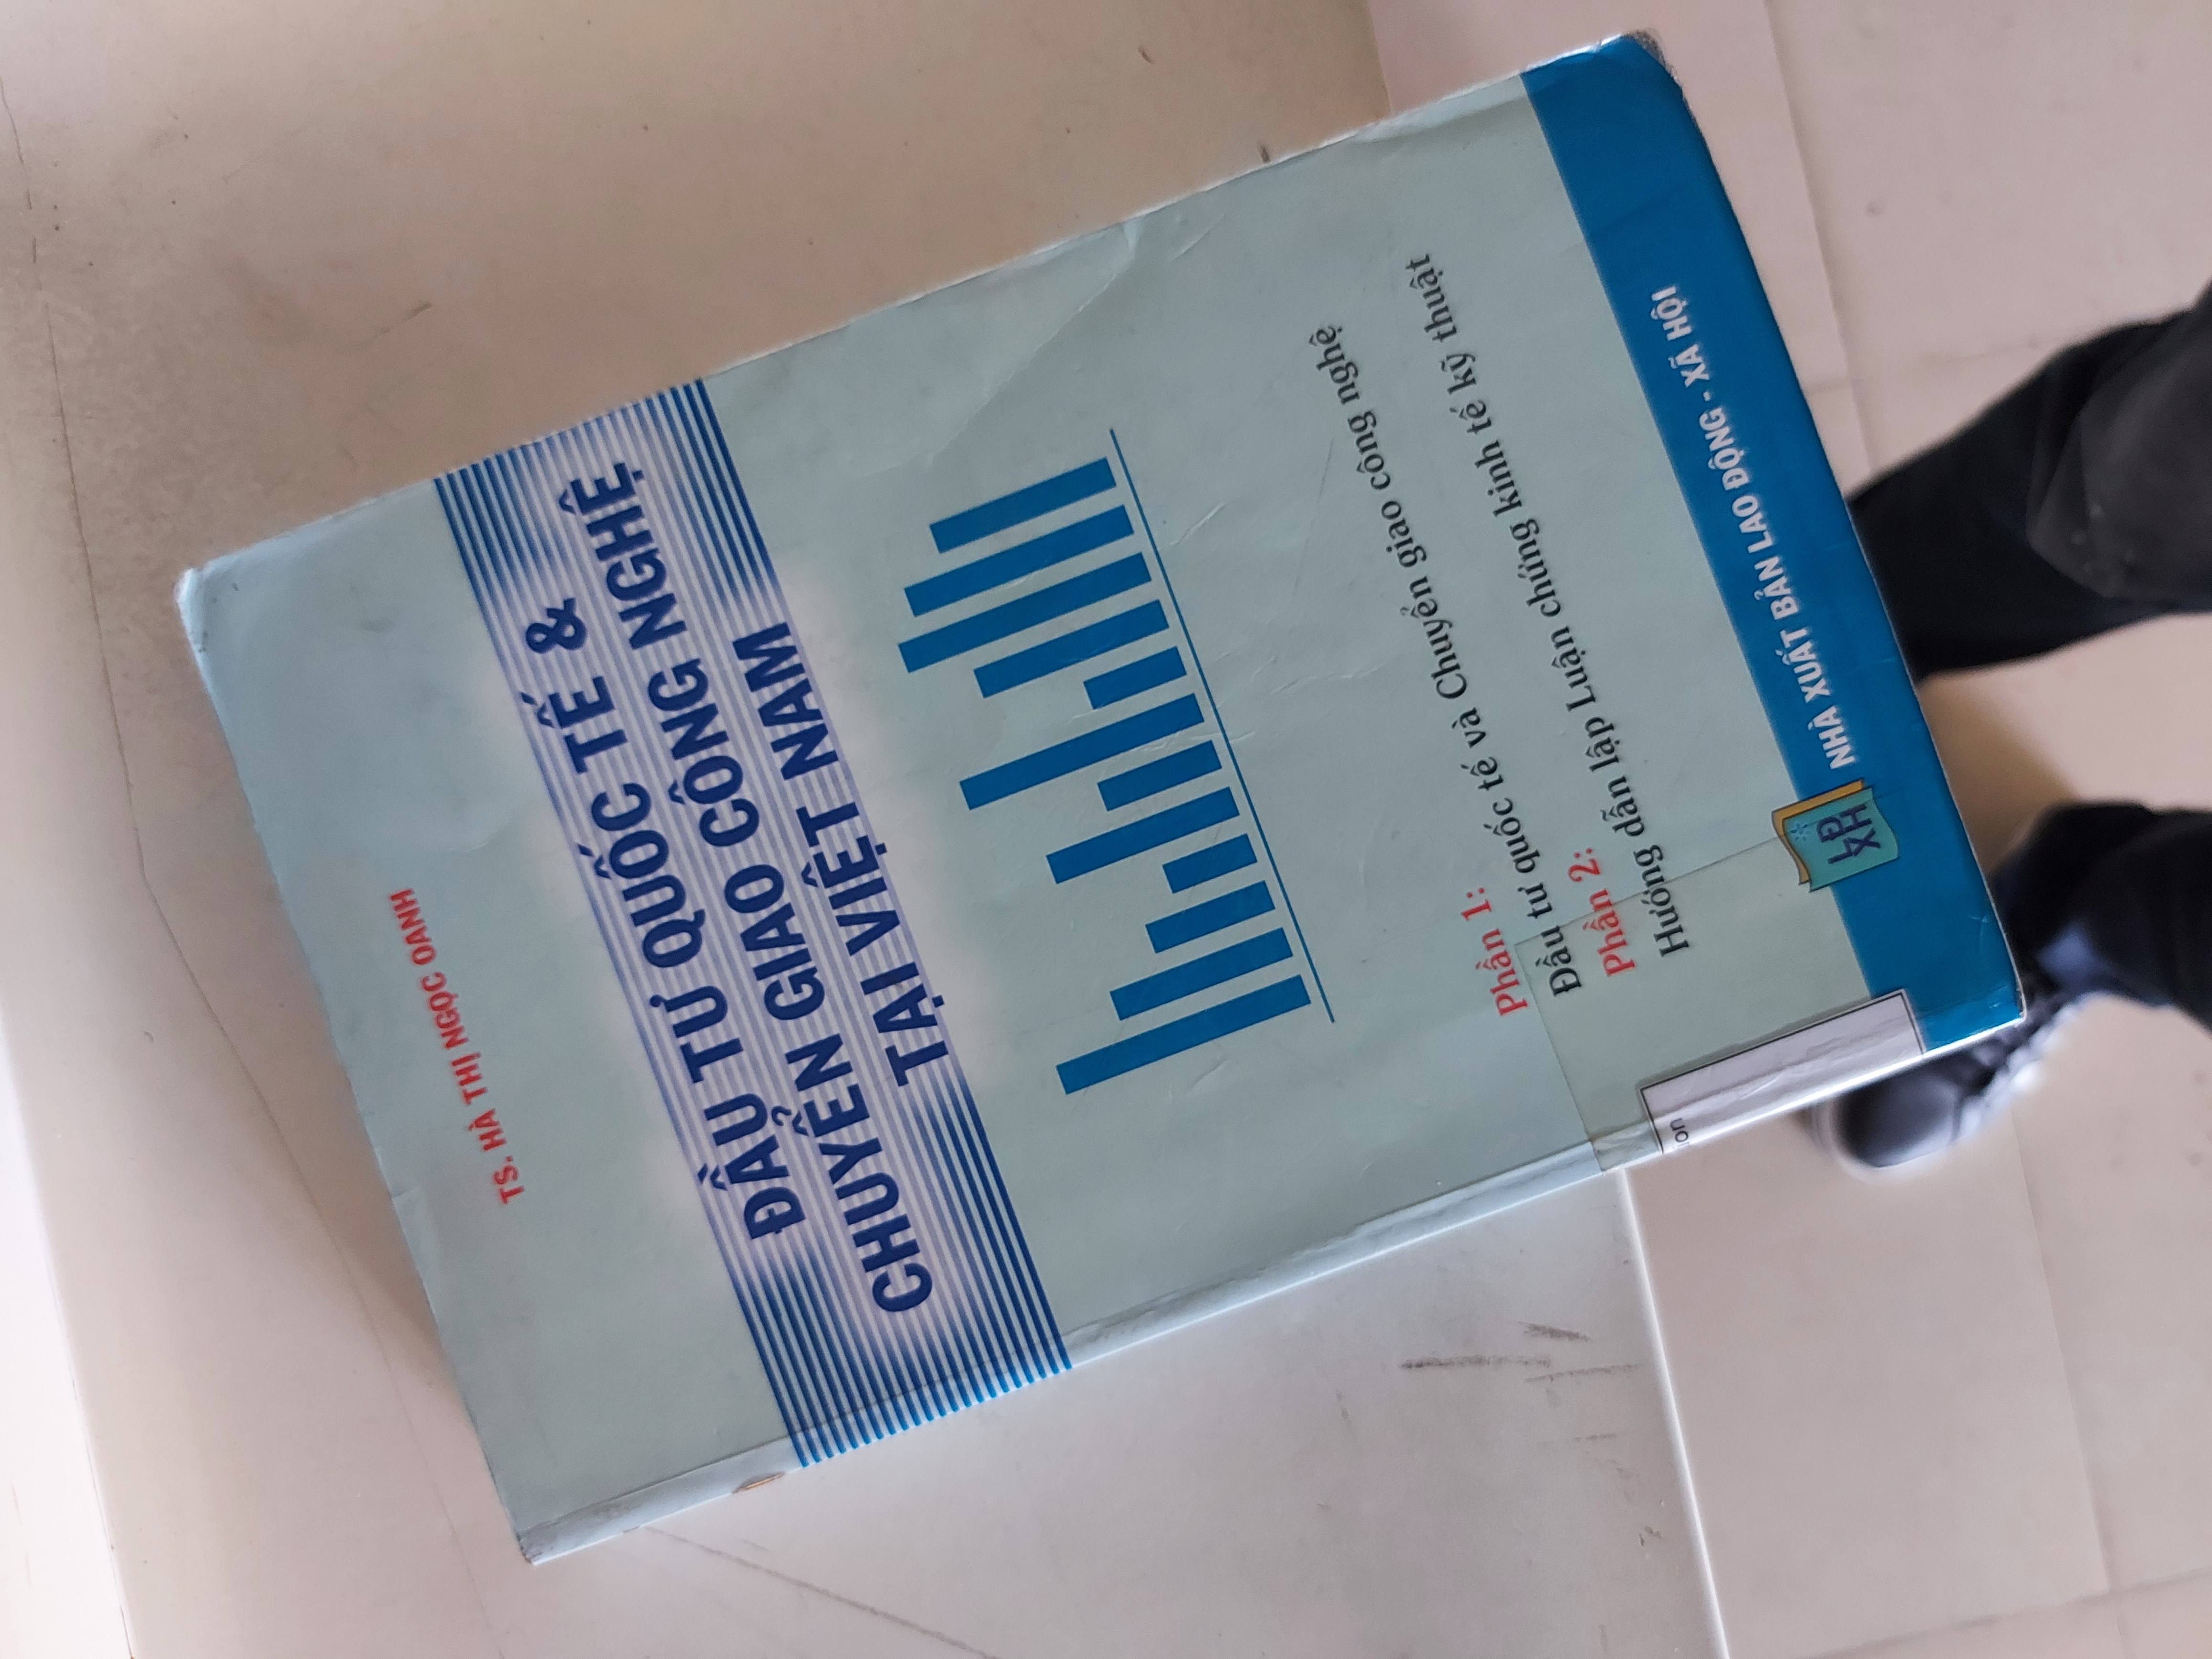 TS. HÀ THỊ NGỌC OANH
ĐẦU TƯ QUỐC TẾ &
CHUYỂN GIAO CÔNG NGHỆ
TẠI VIỆT NAM
Phần 1:
Đầu tư quốc tế và Chuyển giao công nghệ
Phần 2:
Hướng dẫn lập Luận chứng kinh tế kỹ thuật
LĐ
XH
NHÀ XUẤT BẢN LAO ĐỘNG - XÃ HỘI